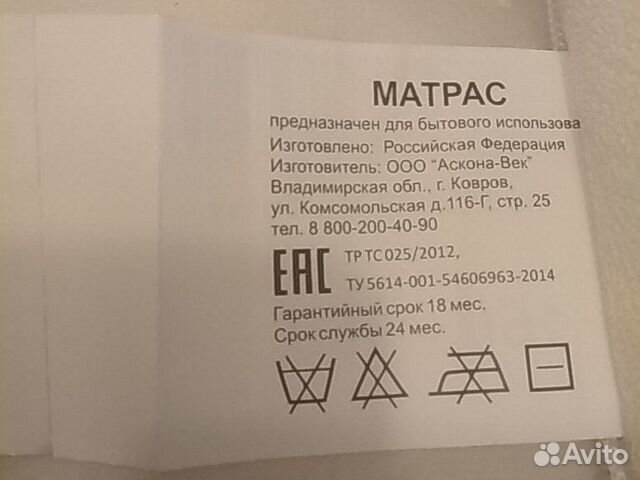 МАТРАС
предназначен для бытового использова
Изготовлено: Российская Федерация
Изготовитель: ООО "Аскона-Век"
Владимирская обл., г. Ковров,
ул. Комсомольская д.116-Г, стр. 25
тел. 8 800-200-40-90
ЕАС
ТР ТС 025/2012,
ТУ 5614-001-54606963-2014
Гарантийный срок 18 мес.
Срок службы 24 мес.
Avito